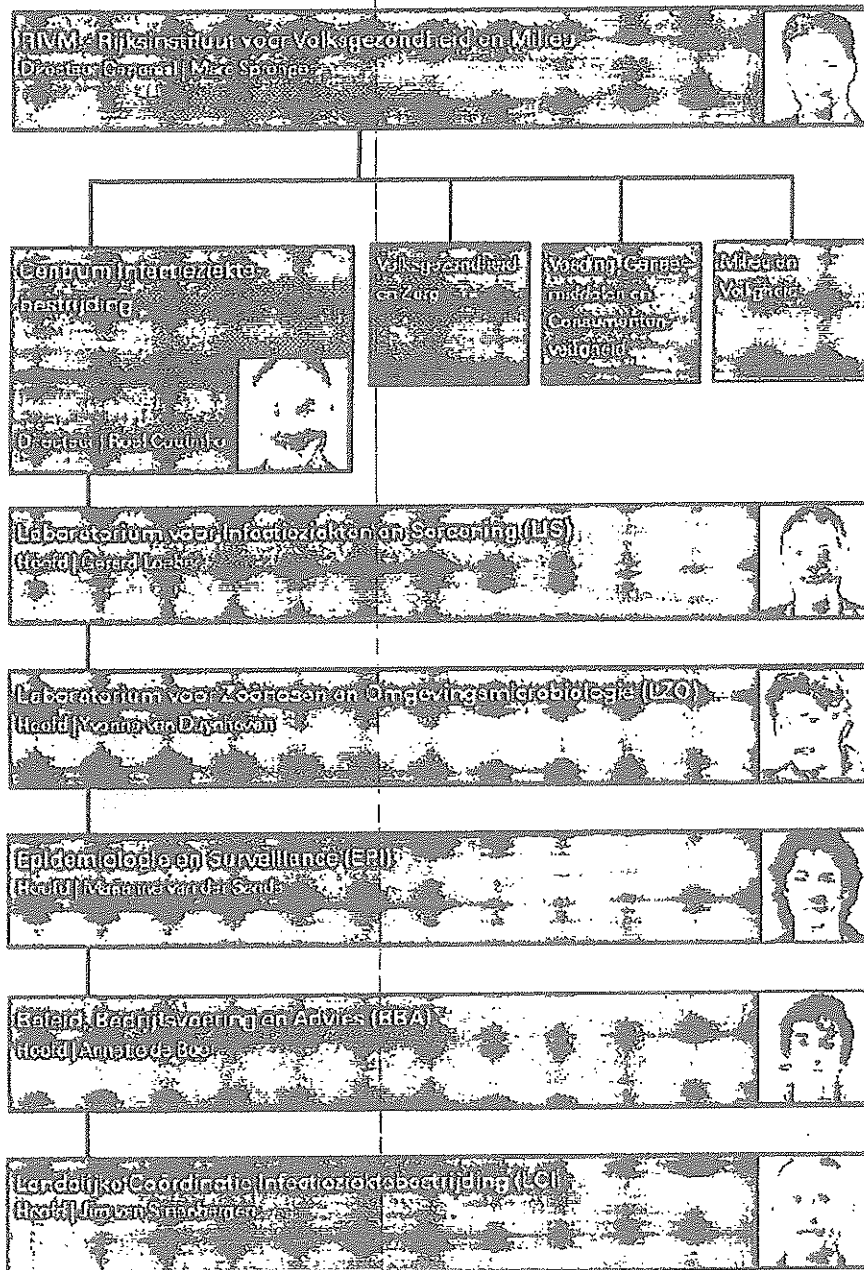 RIVM - Rijksinstituut voor Volksgezondheid en Milieu
Directeur Generaal | Marc Sprenger
Centrum Infectieziekte-
bestrijding
Directeur | Roel Coutinho
Volksgezondheid
en Zorg
Voeding, Genees-
middelen en
Consumenten-
veiligheid
Milieu en
Veiligheid
Laboratorium voor Infectieziekten en Screening (LIS)
Hoofd | Gerard
Laboratorium voor Zoönosen en Omgevingsmicrobiologie (LZO)
Hoofd | Yvonne van Duynhoven
Epidemiologie en Surveillance (EPI)
Hoofd | Marianne van der Sande
Beleid, Bedrijfsvoering en Advies (BBA)
Hoofd | de Boer
Landelijke Coördinatie Infectieziektebestrijding (LCI
Hoofd | Jim van Steenbergen